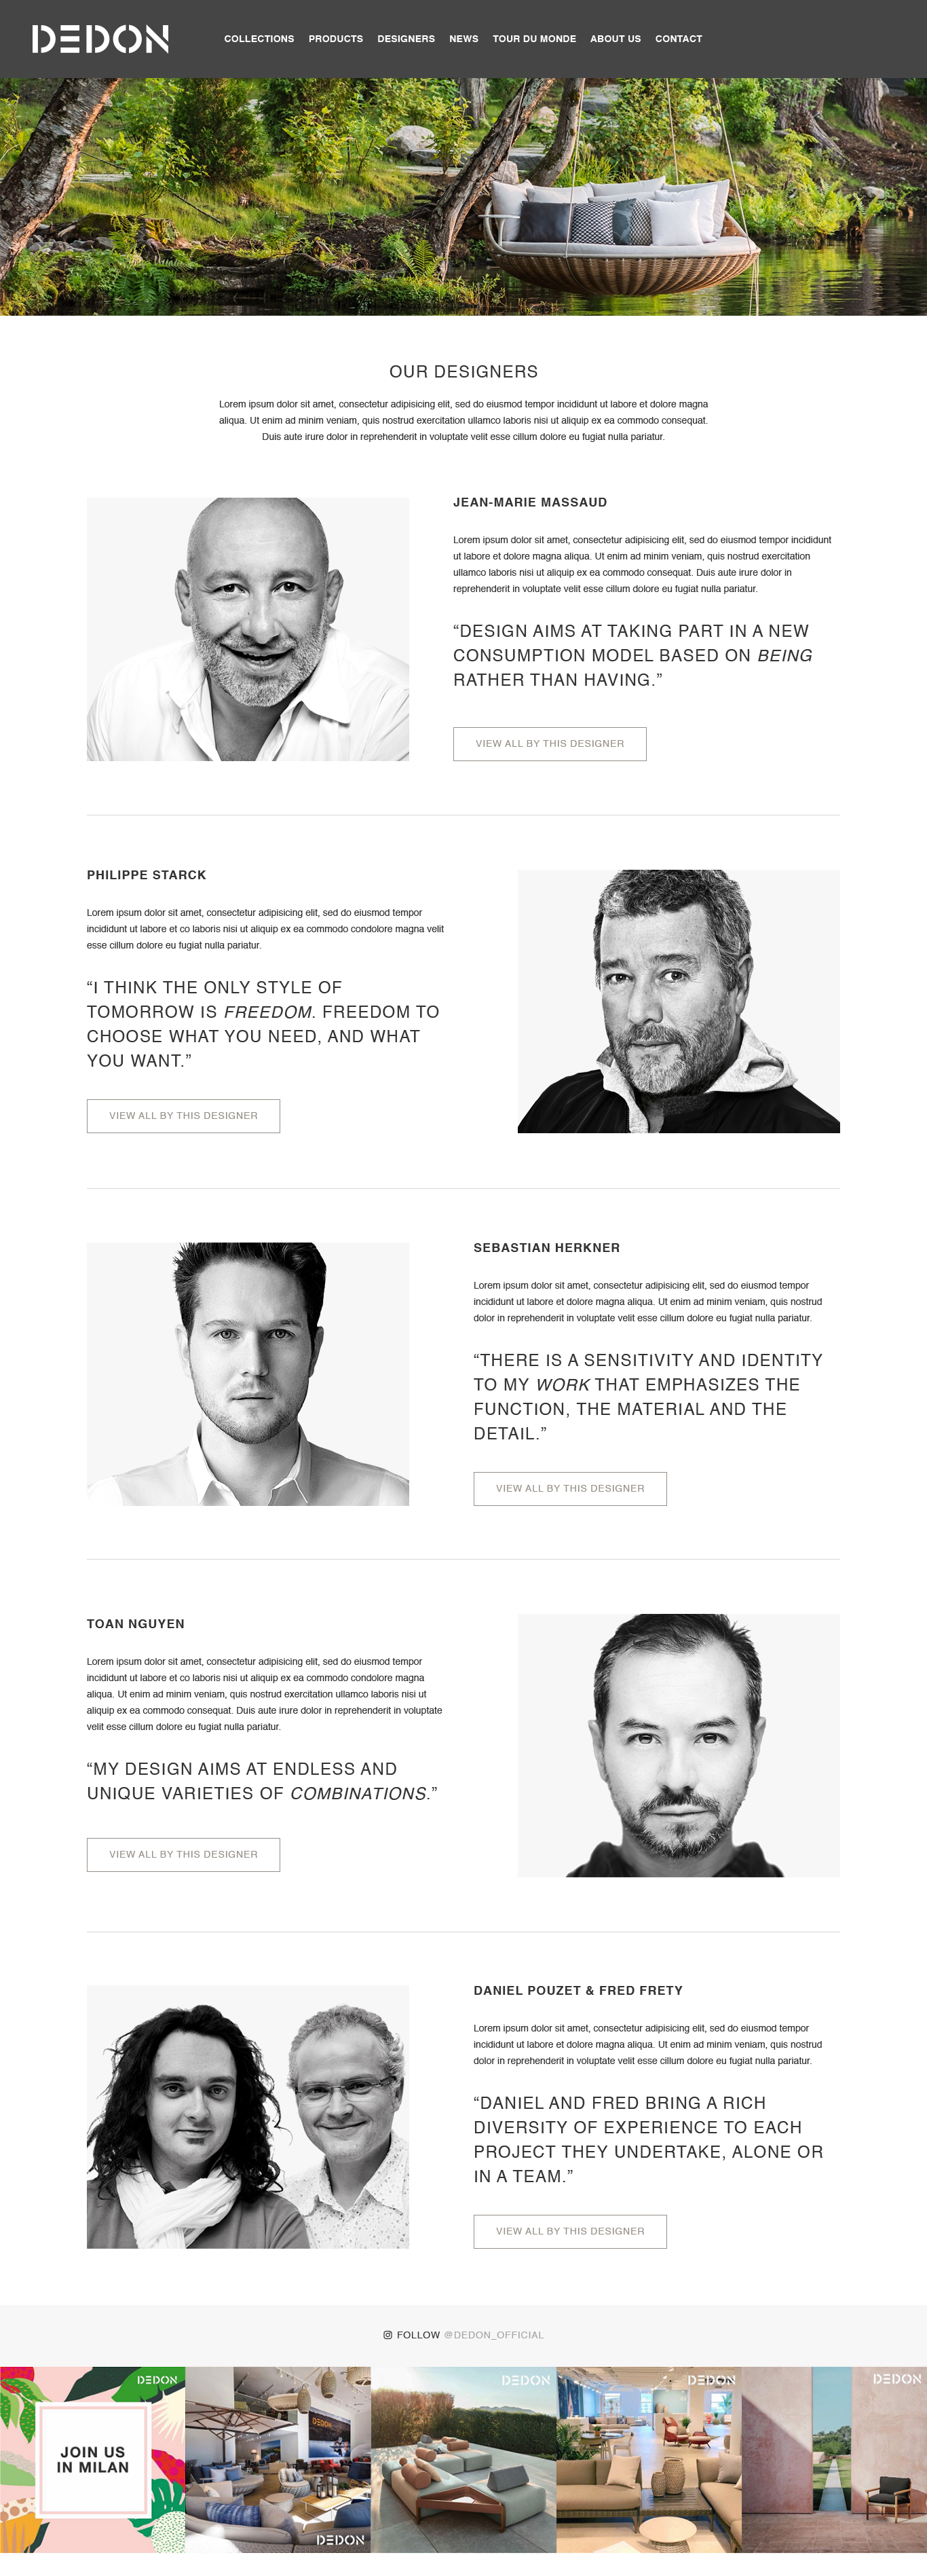 DEDON
COLLECTIONS PRODUCTS DESIGNERS NEWS TOUR DU MONDE ABOUT US CONTACT
OUR DESIGNERS
Lorem ipsum dolor sit amet, consectetur adipisicing elit, sed do eiusmod tempor incididunt ut labore et dolore magna
aliqua. Ut enim ad minim veniam, quis nostrud exercitation ullamco laboris nisi ut aliquip ex ea commodo consequat.
Duis aute irure dolor in reprehenderit in voluptate velit esse cillum dolore eu fugiat nulla pariatur.
JEAN-MARIE MASSAUD
Lorem ipsum dolor sit amet, consectetur adipisicing elit, sed do eiusmod tempor incididunt
ut labore et dolore magna aliqua. Ut enim ad minim veniam, quis nostrud exercitation
ullamco laboris nisi ut aliquip ex ea commodo consequat. Duis aute irure dolor in
reprehenderit in voluptate velit esse cillum dolore eu fugiat nulla pariatur.
“DESIGN AIMS AT TAKING PART IN A NEW
CONSUMPTION MODEL BASED ON BEING
RATHER THAN HAVING.”
VIEW ALL BY THIS DESIGNER
PHILIPPE STARCK
Lorem ipsum dolor sit amet, consectetur adipisicing elit, sed do eiusmod tempor
incididunt ut labore et co laboris nisi ut aliquip ex ea commodo condolore magna velit
esse cillum dolore eu fugiat nulla pariatur.
“I THINK THE ONLY STYLE OF
TOMORROW IS FREEDOM. FREEDOM TO
CHOOSE WHAT YOU NEED, AND WHAT
YOU WANT.”
VIEW ALL BY THIS DESIGNER
SEBASTIAN HERKNER
Lorem ipsum dolor sit amet, consectetur adipisicing elit, sed do eiusmod tempor
incididunt ut labore et dolore magna aliqua. Ut enim ad minim veniam, quis nostrud
dolor in reprehenderit in voluptate velit esse cillum dolore eu fugiat nulla pariatur.
“THERE IS A SENSITIVITY AND IDENTITY
TO MY WORK THAT EMPHASIZES THE
FUNCTION, THE MATERIAL AND THE
DETAIL.”
VIEW ALL BY THIS DESIGNER
TOAN NGUYEN
Lorem ipsum dolor sit amet, consectetur adipisicing elit, sed do eiusmod tempor
incididunt ut labore et co laboris nisi ut aliquip ex ea commodo condolore magna
aliqua. Ut enim ad minim veniam, quis nostrud exercitation ullamco laboris nisi ut
aliquip ex ea commodo consequat. Duis aute irure dolor in reprehenderit in voluptate
velit esse cillum dolore eu fugiat nulla pariatur.
“MY DESIGN AIMS AT ENDLESS AND
UNIQUE VARIETIES OF COMBINATIONS.”
VIEW ALL BY THIS DESIGNER
DANIEL POUZET & FRED FRETY
Lorem ipsum dolor sit amet, consectetur adipisicing elit, sed do eiusmod tempor
incididunt ut labore et dolore magna aliqua. Ut enim ad minim veniam, quis nostrud
dolor in reprehenderit in voluptate velit esse cillum dolore eu fugiat nulla pariatur.
“DANIEL AND FRED BRING A RICH
DIVERSITY OF EXPERIENCE TO EACH
PROJECT THEY UNDERTAKE, ALONE OR
IN A TEAM.”
VIEW ALL BY THIS DESIGNER
FOLLOW @DEDON_OFFICIAL
DEDON
JOIN US
IN MILAN
DEDON
DEDON
DEDON
DEDON
DEDON